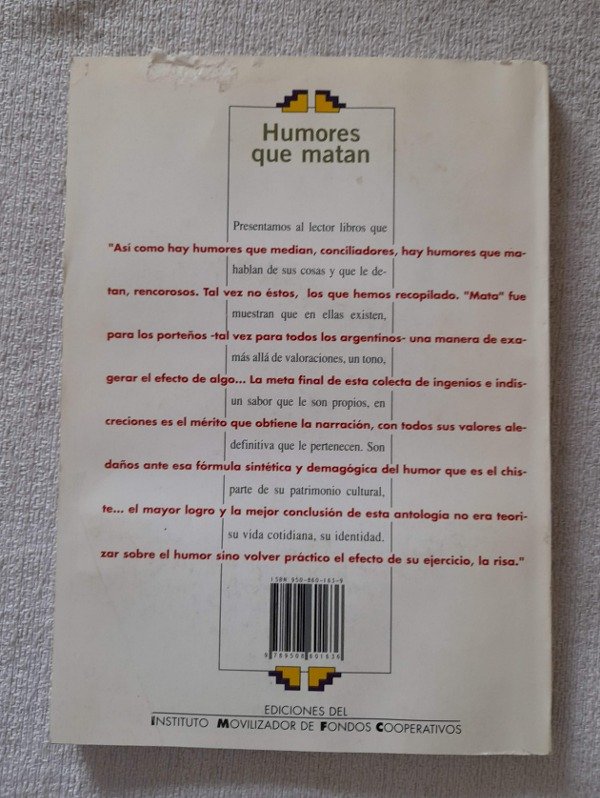 Humores
que matan
Presentamos al lector libros que
"Así como hay humores que median, conciliadores, hay humores que ma-
hablan de sus cosas y que le de-
tan, rencorosos. Tal vez no éstos, los que hemos recopilado. "Mata" fue
muestran que en ellas existen,
para los porteños -tal vez para todos los argentinos- una manera de exa-
más allá de valoraciones, un tono,
gerar el efecto de algo... La meta final de esta colecta de ingenios e indis-
un sabor que le son propios, en
creciones es el mérito que obtiene la narración, con todos sus valores ale-
definitiva que le pertenecen. Son
daños ante esa fórmula sintética y demagógica del humor que es el chis-
parte de su patrimonio cultural,
te... el mayor logro y la mejor conclusión de esta antología no era teori-
su vida cotidiana, su identidad.
zar sobre el humor sino volver práctico el efecto de su ejercicio, la risa."
ISBN 950-860-163-9
9 789508 601636
EDICIONES DEL
INSTITUTO MOVILIZADOR DE FONDOS COOPERATIVOS